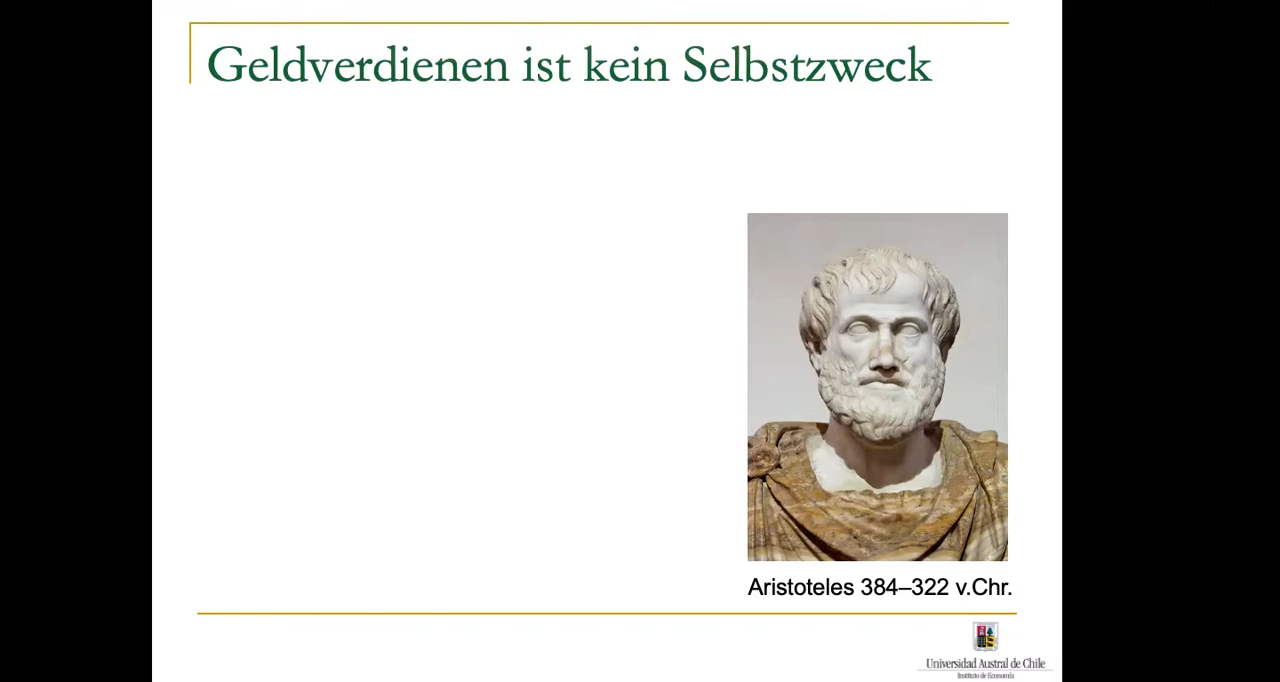 Geldverdienen ist kein Selbstzweck
Aristoteles 384–322 v.Chr.
Universidad Austral de Chile
Instituto de Economía